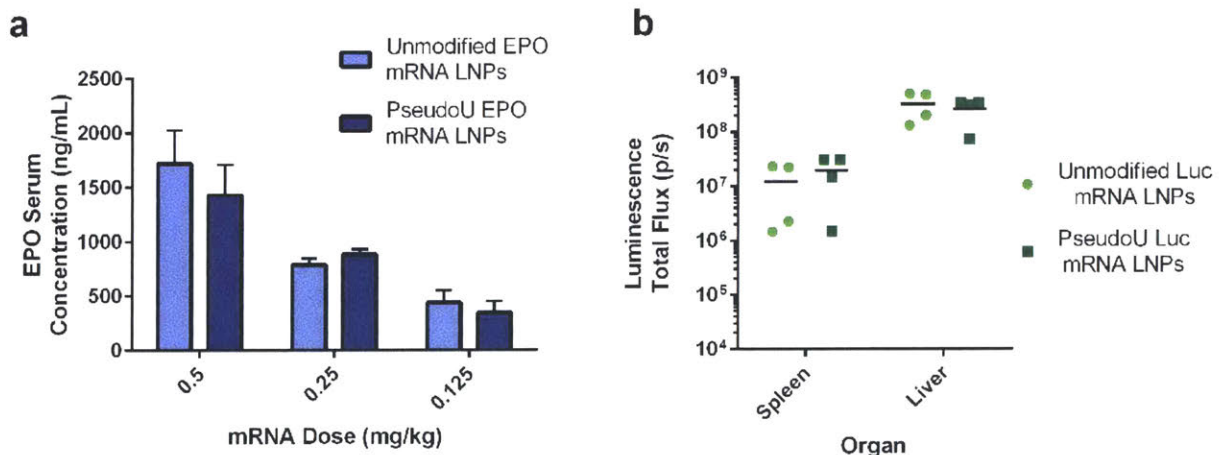 a
Unmodified EPO
mRNA LNPs
PseudoU EPO
mRNA LNPs
EPO Serum
Concentration (ng/mL)
2500
2000
1500
1000
500
0
0.5
0.25
0.125
mRNA Dose (mg/kg)
b
Luminescence
Total Flux (p/s)
10⁹
10⁸
10⁷
10⁶
10⁵
10⁴
Spleen
Liver
Organ
Unmodified Luc
mRNA LNPs
PseudoU Luc
mRNA LNPs